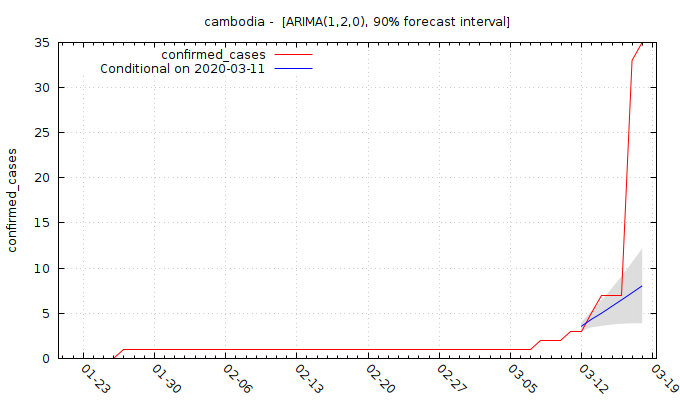 cambodia -  [ARIMA(1,2,0), 90% forecast interval]
confirmed_cases
Conditional on 2020-03-11
confirmed_cases
35
30
25
20
15
10
5
0
01-23 01-30 02-06 02-13 02-20 02-27 03-05 03-12 03-19